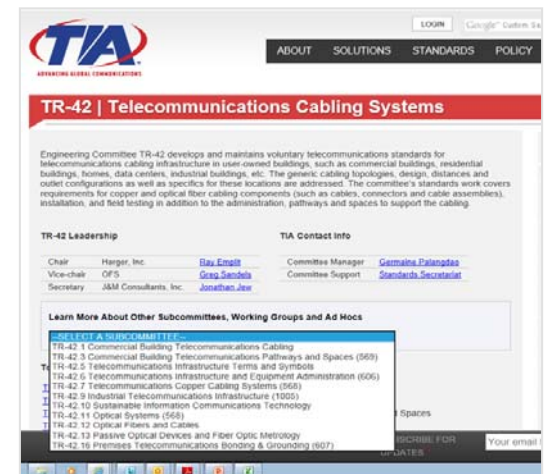 LOGIN
TIA
ADVANCING GLOBAL COMMUNICATIONS
ABOUT SOLUTIONS STANDARDS POLICY
TR-42 | Telecommunications Cabling Systems
Engineering Committee TR-42 develops and maintains voluntary telecommunications standards for
telecommunications cabling infrastructure in user-owned buildings, such as commercial buildings, residential
buildings, homes, data centers, industrial buildings, etc. The generic cabling topologies, design, distances and
outlet configurations as well as specifics for these locations are addressed. The committee's standards work covers
requirements for copper and optical fiber cabling components (such as cables, connectors and cable assemblies),
installation, and field testing in addition to the administration, pathways and spaces to support the cabling.
TR-42 Leadership TIA Contact Info
Chair Harger, Inc. Ray Emplit Committee Manager Germaine Palangdao
Vice-chair OFS Greg Sandels Committee Support Standards Secretariat
Secretary J&M Consultants, Inc. Jonathan Jew
Learn More About Other Subcommittees, Working Groups and Ad Hocs
--SELECT A SUBCOMMITTEE--
TR-42.1 Commercial Building Telecommunications Cabling
TR-42.3 Commercial Building Telecommunications Pathways and Spaces (569)
TR-42.5 Telecommunications Infrastructure Terms and Symbols
TR-42.6 Telecommunications Infrastructure and Equipment Administration (606)
TR-42.7 Telecommunications Copper Cabling Systems (568)
TR-42.9 Industrial Telecommunications Infrastructure (1005)
TR-42.10 Sustainable Information Communications Technology
TR-42.11 Optical Systems (568)
TR-42.12 Optical Fibers and Cables
TR-42.13 Passive Optical Devices and Fiber Optic Metrology
TR-42.16 Premises Telecommunications Bonding & Grounding (607)
Spaces
FOR
Your email